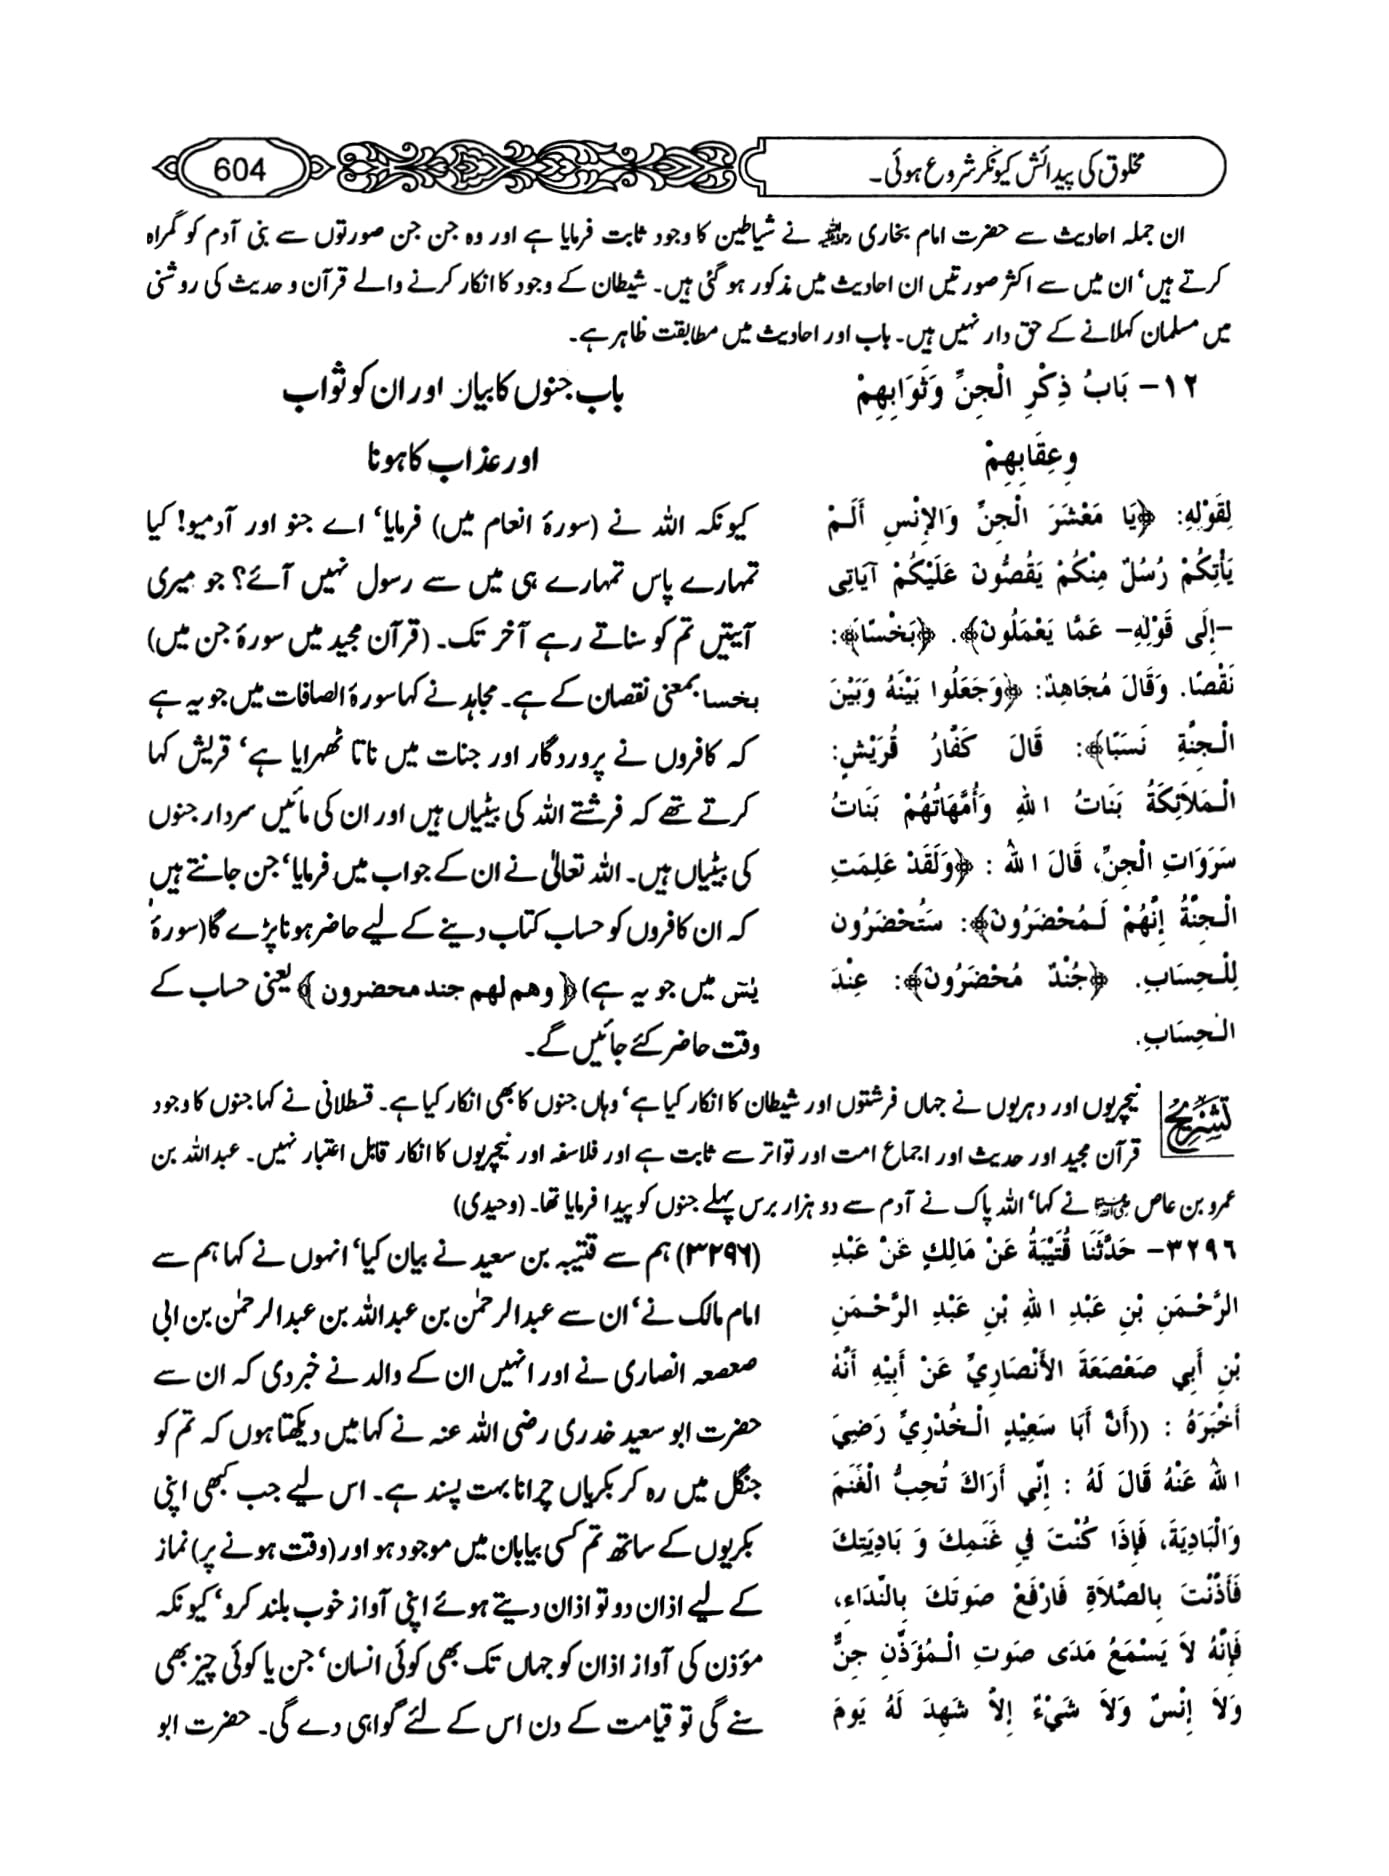 604
مخلوق کی پیدائش کیونکر شروع ہوئی۔
ان جملہ احادیث سے حضرت امام بخاری رحمۃ اللہ علیہ نے شیاطین کا وجود ثابت فرمایا ہے اور وہ جن جن صورتوں سے بنی آدم کو گمراہ
کرتے ہیں‘ ان میں سے اکثر صورتیں ان احادیث میں مذکور ہو گئی ہیں۔ شیطان کے وجود کا انکار کرنے والے قرآن و حدیث کی روشنی
میں مسلمان کہلانے کے حق دار نہیں ہیں۔ باب اور احادیث میں مطابقت ظاہر ہے۔
١٢- بَابُ ذِكْرِ الْجِنِّ وَثَوَابِهِمْ
وَعِقَابِهِمْ
لِقَوْلِهِ: ﴿يَا مَعْشَرَ الْجِنِّ وَالإِنْسِ أَلَمْ
يَأْتِكُمْ رُسُلٌ مِنْكُمْ يَقُصُّونَ عَلَيْكُمْ آيَاتِي
-إِلَى قَوْلِهِ- عَمَّا يَعْمَلُونَ﴾. ﴿بَخْسًا﴾:
نَقْصًا. وَقَالَ مُجَاهِدٌ: ﴿وَجَعَلُوا بَيْنَهُ وَبَيْنَ
الْجِنَّةِ نَسَبًا﴾: قَالَ كَفَّارُ قُرَيْشٍ:
الْمَلاَئِكَةُ بَنَاتُ اللهِ وَأُمَّهَاتُهُمْ بَنَاتُ
سَرَوَاتِ الْجِنِّ، قَالَ اللهُ : ﴿وَلَقَدْ عَلِمَتِ
الْجِنَّةُ إِنَّهُمْ لَمُحْضَرُونَ﴾: سَتُحْضَرُون
لِلْحِسَابِ. ﴿جُنْدٌ مُحْضَرُونَ﴾: عِنْدَ
الْحِسَابِ.
باب جنوں کا بیان اور ان کو ثواب
اور عذاب کا ہونا
کیونکہ اللہ نے (سورۂ انعام میں) فرمایا‘ اے جنو اور آدمیو! کیا
تمہارے پاس تمہارے ہی میں سے رسول نہیں آئے؟ جو میری
آیتیں تم کو سناتے رہے آخر تک۔ (قرآن مجید میں سورۂ جن میں)
بخسا بمعنی نقصان کے ہے۔ مجاہد نے کہا سورۂ الصافات میں جو یہ ہے
کہ کافروں نے پروردگار اور جنات میں ناتا ٹھہرایا ہے‘ قریش کہا
کرتے تھے کہ فرشتے اللہ کی بیٹیاں ہیں اور ان کی مائیں سردار جنوں
کی بیٹیاں ہیں۔ اللہ تعالیٰ نے ان کے جواب میں فرمایا‘ جن جانتے ہیں
کہ ان کافروں کو حساب کتاب دینے کے لیے حاضر ہونا پڑے گا (سورۂ
یٰس میں جو یہ ہے) ﴿وهم لهم جند محضرون﴾ یعنی حساب کے
وقت حاضر کئے جائیں گے۔
تشریح
نیچریوں اور دہریوں نے جہاں فرشتوں اور شیطان کا انکار کیا ہے‘ وہاں جنوں کا بھی انکار کیا ہے۔ قسطلانی نے کہا جنوں کا وجود
قرآن مجید اور حدیث اور اجماع امت اور تواتر سے ثابت ہے اور فلاسفہ اور نیچریوں کا انکار قابل اعتبار نہیں۔ عبداللہ بن
عمرو بن عاص نے کہا‘ اللہ پاک نے آدم سے دو ہزار برس پہلے جنوں کو پیدا فرمایا تھا۔ (وحیدی)
٣٢٩٦- حَدَّثَنَا قُتَيْبَةُ عَنْ مَالِكٍ عَنْ عَبْدِ
الرَّحْمَنِ بْنِ عَبْدِ اللهِ بْنِ عَبْدِ الرَّحْمَنِ
بْنِ أَبِي صَعْصَعَةَ الأَنْصَارِيِّ عَنْ أَبِيْهِ أَنَّهُ
أَخْبَرَهُ : ((أَنَّ أَبَا سَعِيْدٍ الْخُدْرِيِّ رَضِيَ
اللهُ عَنْهُ قَالَ لَهُ : إِنِّي أَرَاكَ تُحِبُّ الْغَنَمَ
وَالْبَادِيَةَ، فَإِذَا كُنْتَ فِي غَنَمِكَ وَ بَادِيَتِكَ
فَأَذَّنْتَ بِالصَّلاَةِ فَارْفَعْ صَوتَكَ بِالنِّدَاءِ،
فَإِنَّهُ لاَ يَسْمَعُ مَدَى صَوتِ الْمُؤَذِّنِ جِنٌّ
وَلاَ إِنْسٌ وَلاَ شَيْءٌ إِلاَّ شَهِدَ لَهُ يَومَ
(۳۲۹۶) ہم سے قتیبہ بن سعید نے بیان کیا‘ انہوں نے کہا ہم سے
امام مالک نے‘ ان سے عبدالرحمٰن بن عبداللہ بن عبدالرحمٰن بن ابی
صعصعہ انصاری نے اور انہیں ان کے والد نے خبر دی کہ ان سے
حضرت ابو سعید خدری رضی اللہ عنہ نے کہا میں دیکھتا ہوں کہ تم کو
جنگل میں رہ کر بکریاں چرانا بہت پسند ہے۔ اس لیے جب کبھی اپنی
بکریوں کے ساتھ تم کسی بیابان میں موجود ہو اور (وقت ہونے پر) نماز
کے لیے اذان دو تو اذان دیتے ہوئے اپنی آواز خوب بلند کرو‘ کیونکہ
مؤذن کی آواز اذان کو جہاں تک بھی کوئی انسان‘ جن یا کوئی چیز بھی
سنے گی تو قیامت کے دن اس کے لئے گواہی دے گی۔ حضرت ابو